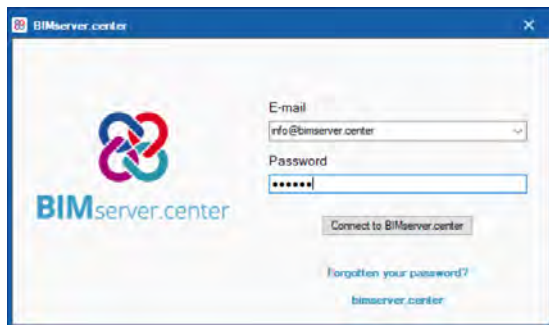 BIMserver.center
E-mail
info@bimserver.center
Password
••••••
BIMserver.center
Connect to BIMserver.center
Forgotten your password?
bimserver.center